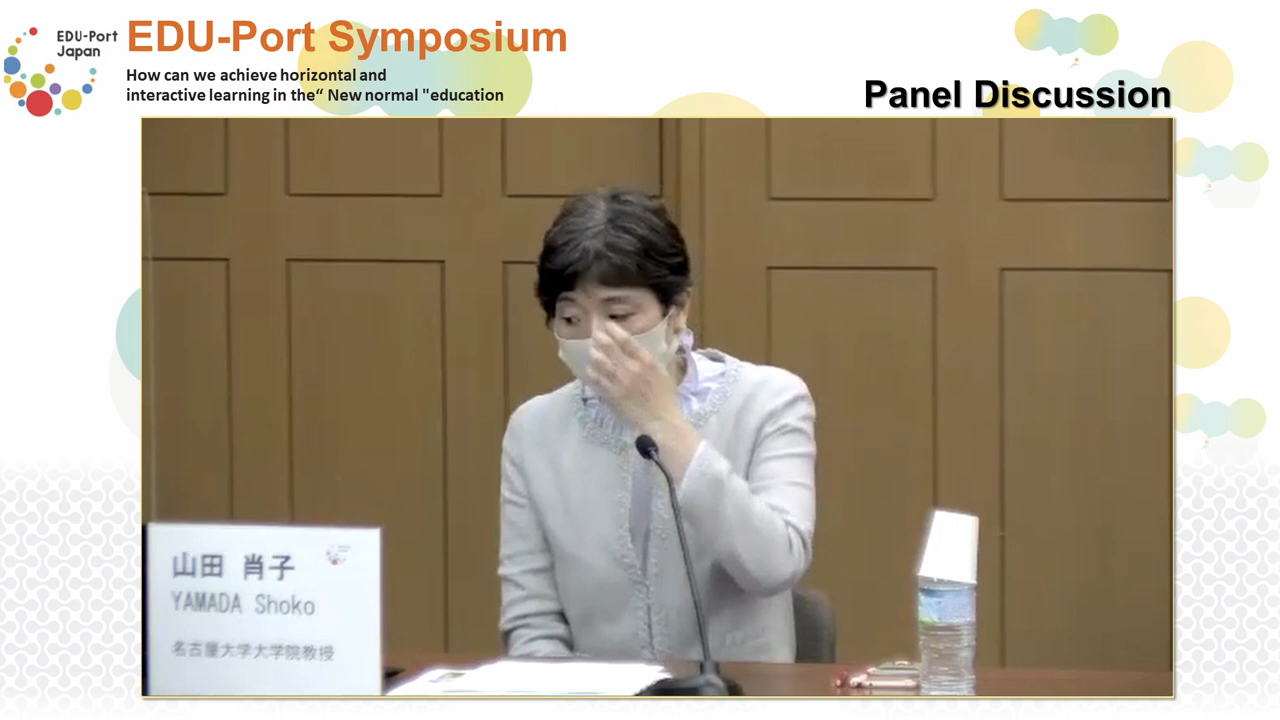 EDU-Port
Japan
EDU-Port Symposium
How can we achieve horizontal and
interactive learning in the“ New normal "education
Panel Discussion
山田 肖子
YAMADA Shoko
名古屋大学大学院教授